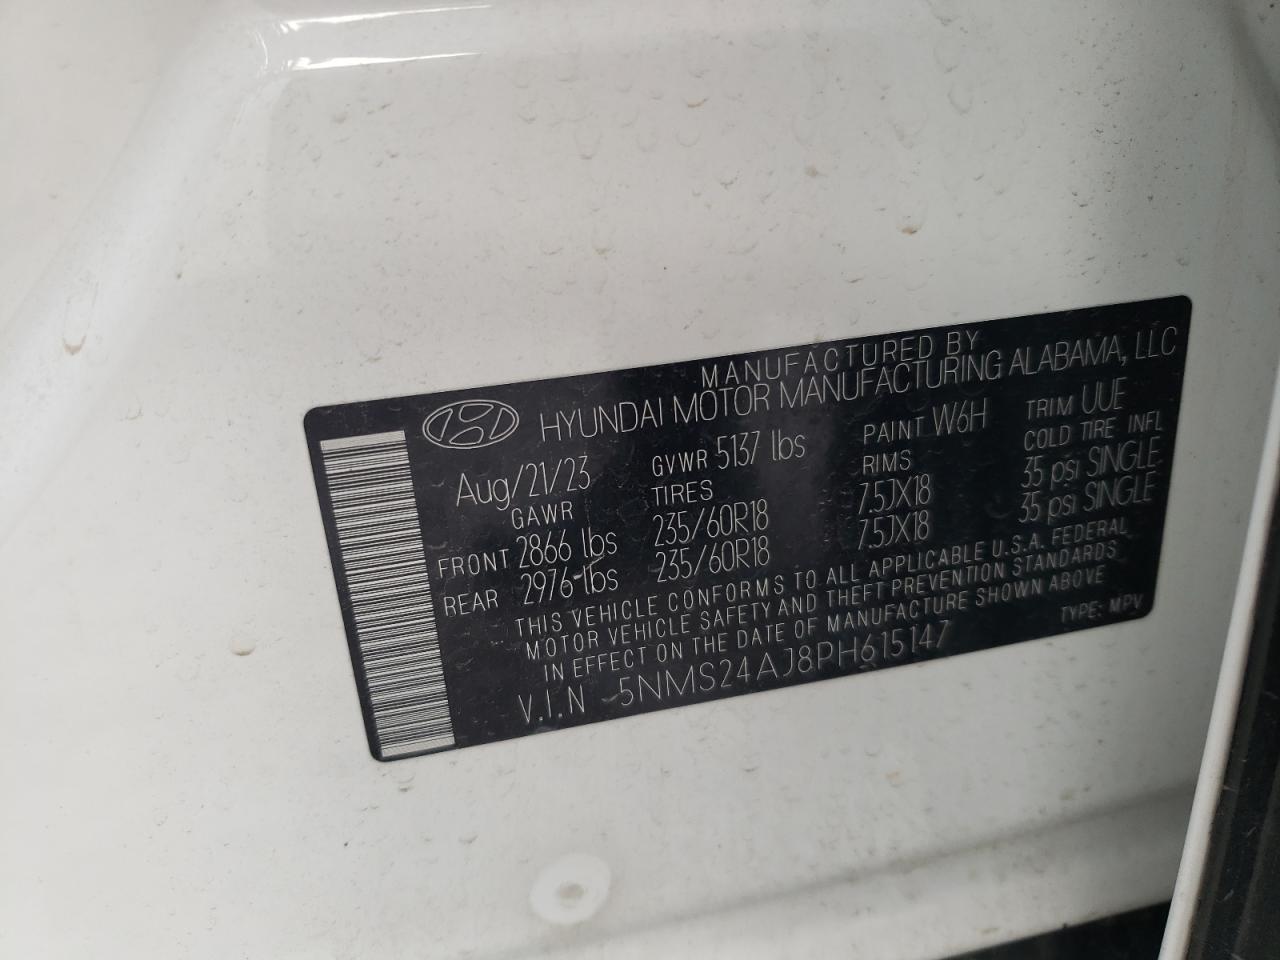 MANUFACTURED BY
HYUNDAI MOTOR MANUFACTURING ALABAMA, LLC
Aug/21/23 GVWR 5137 lbs PAINT W6H TRIM UUE
GAWR TIRES RIMS COLD TIRE INFL
FRONT 2866 lbs 235/60R18 7.5JX18 35 psi SINGLE
REAR 2976 lbs 235/60R18 7.5JX18 35 psi SINGLE
THIS VEHICLE CONFORMS TO ALL APPLICABLE U.S.A. FEDERAL
MOTOR VEHICLE SAFETY AND THEFT PREVENTION STANDARDS
IN EFFECT ON THE DATE OF MANUFACTURE SHOWN ABOVE
V.I.N 5NMS24AJ8PH615147 TYPE: MPV